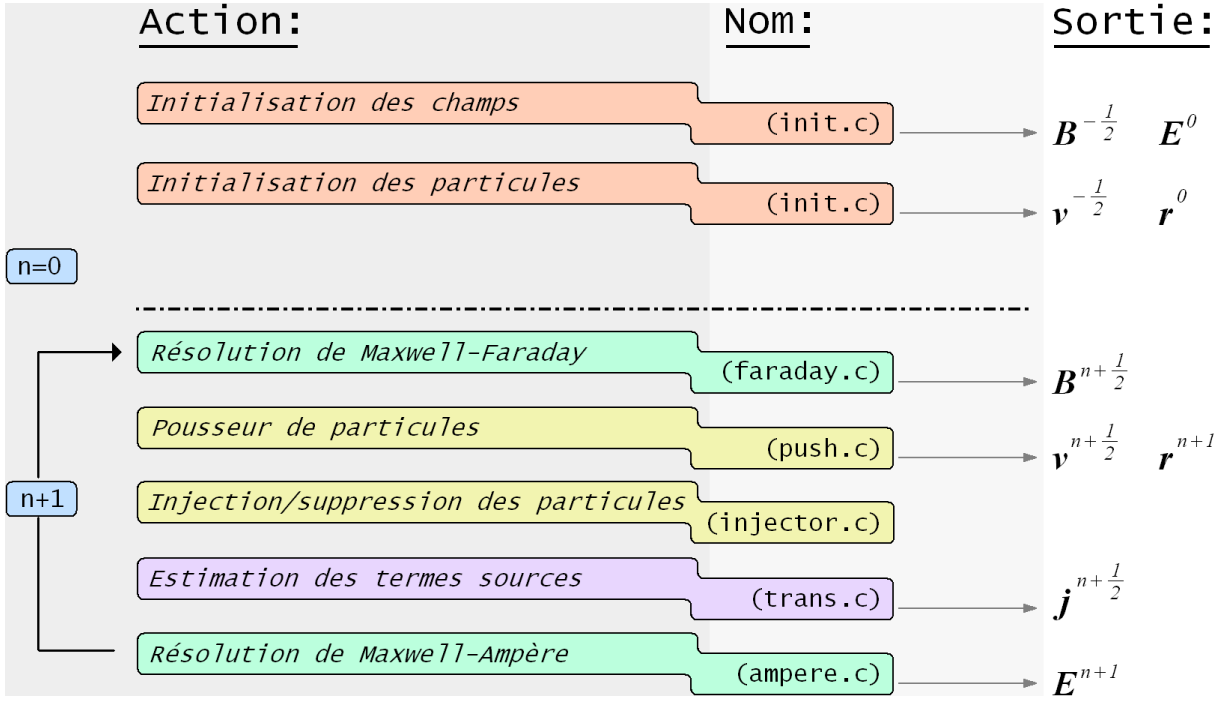 Action: Nom: Sortie:
Initialisation des champs (init.c) B^{-1/2} E^0
Initialisation des particules (init.c) v^{-1/2} r^0
n=0
Résolution de Maxwell-Faraday (faraday.c) B^{n+1/2}
Pousseur de particules (push.c) v^{n+1/2} r^{n+1}
n+1 Injection/suppression des particules (injector.c)
Estimation des termes sources (trans.c) j^{n+1/2}
Résolution de Maxwell-Ampère (ampere.c) E^{n+1}